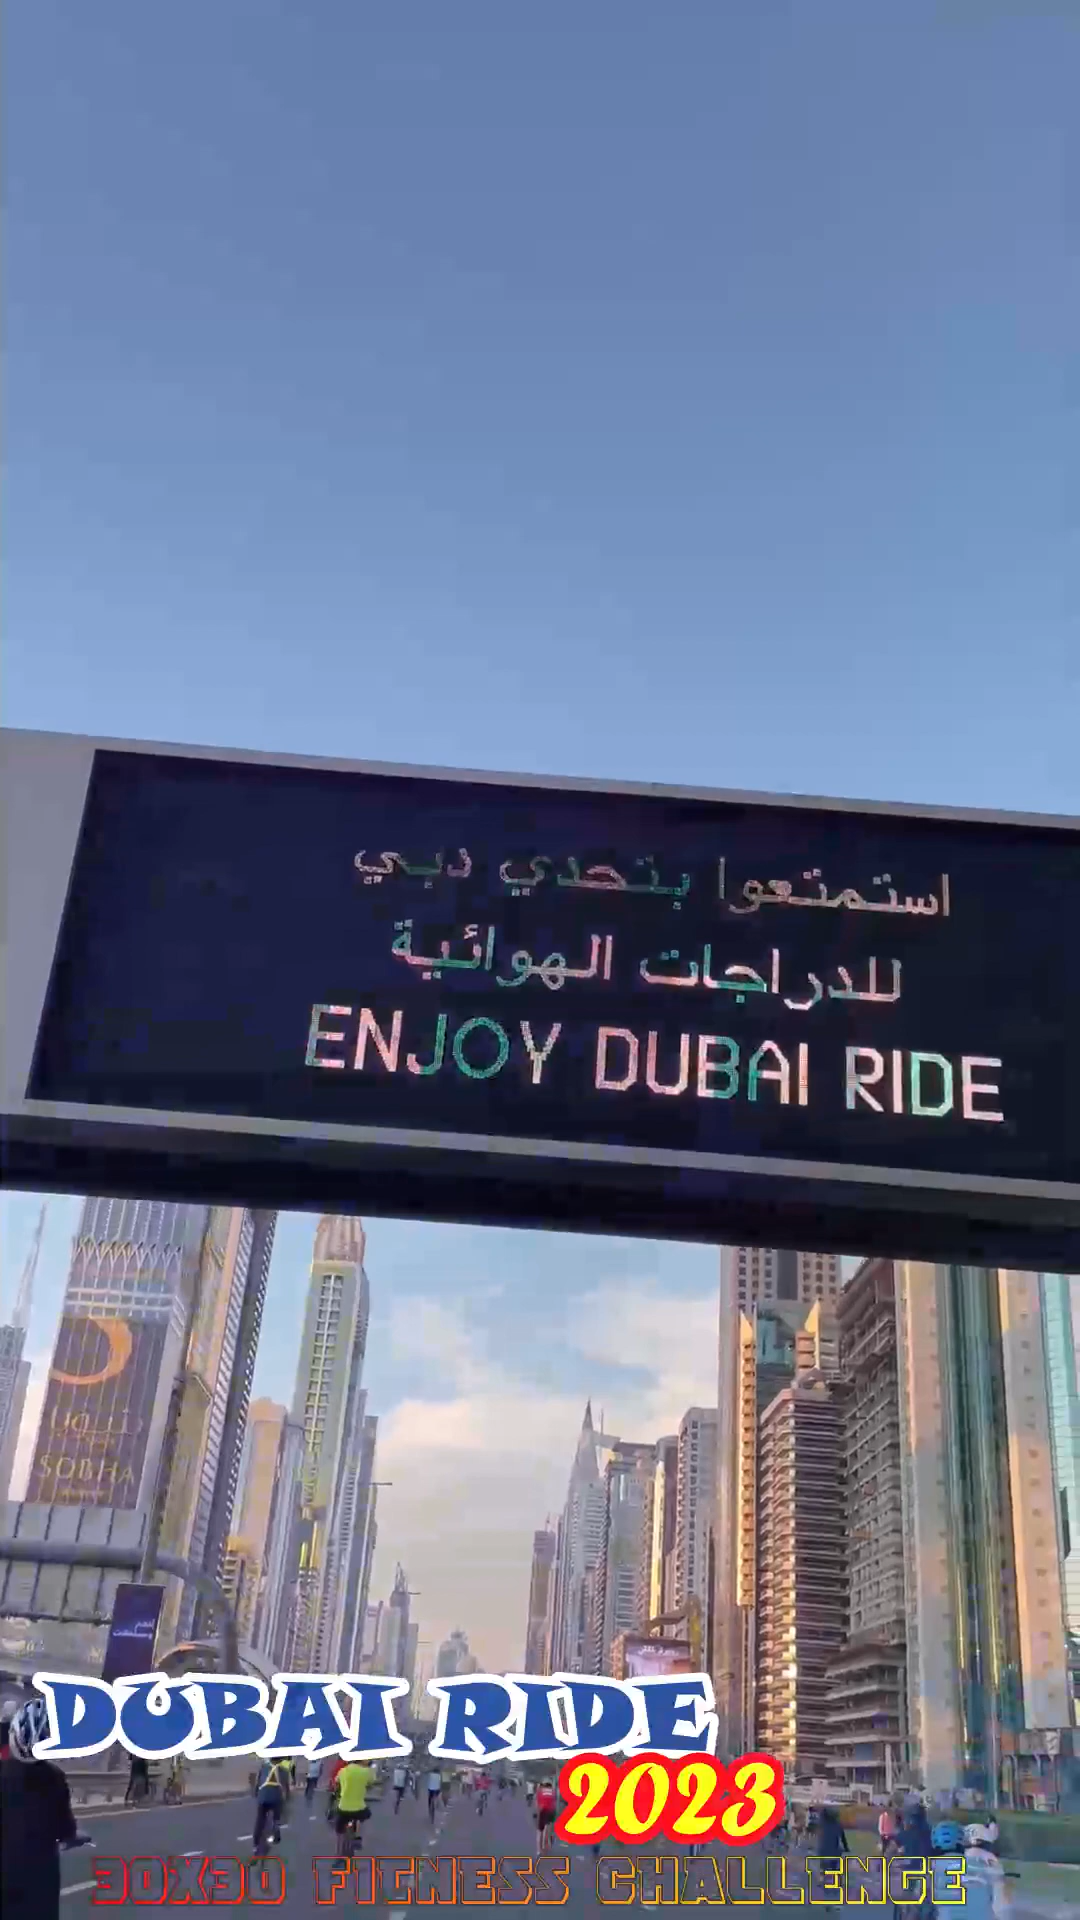 استمتعوا بتحدي دبي
للدراجات الهوائية
ENJOY DUBAI RIDE
SOBHA
DUBAI RIDE
2023
30X30 FITNESS CHALLENGE